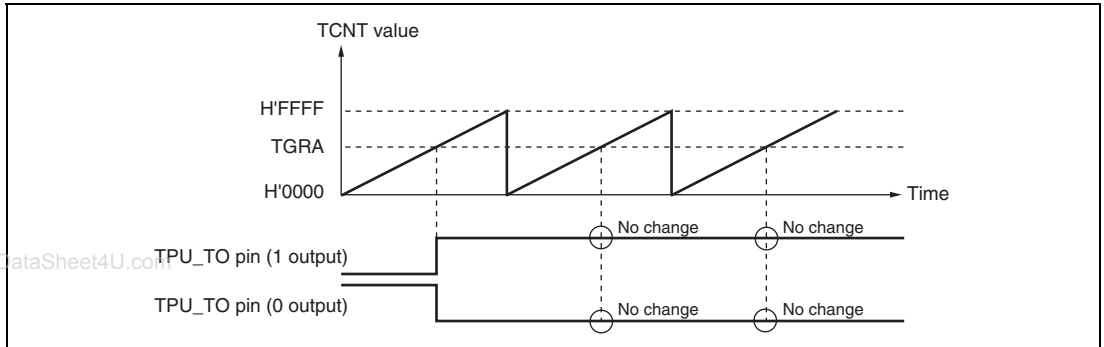 TCNT value
H'FFFF
TGRA
H'0000
Time
No change
No change
TPU_TO pin (1 output)
DataSheet4U.com
TPU_TO pin (0 output)
No change
No change